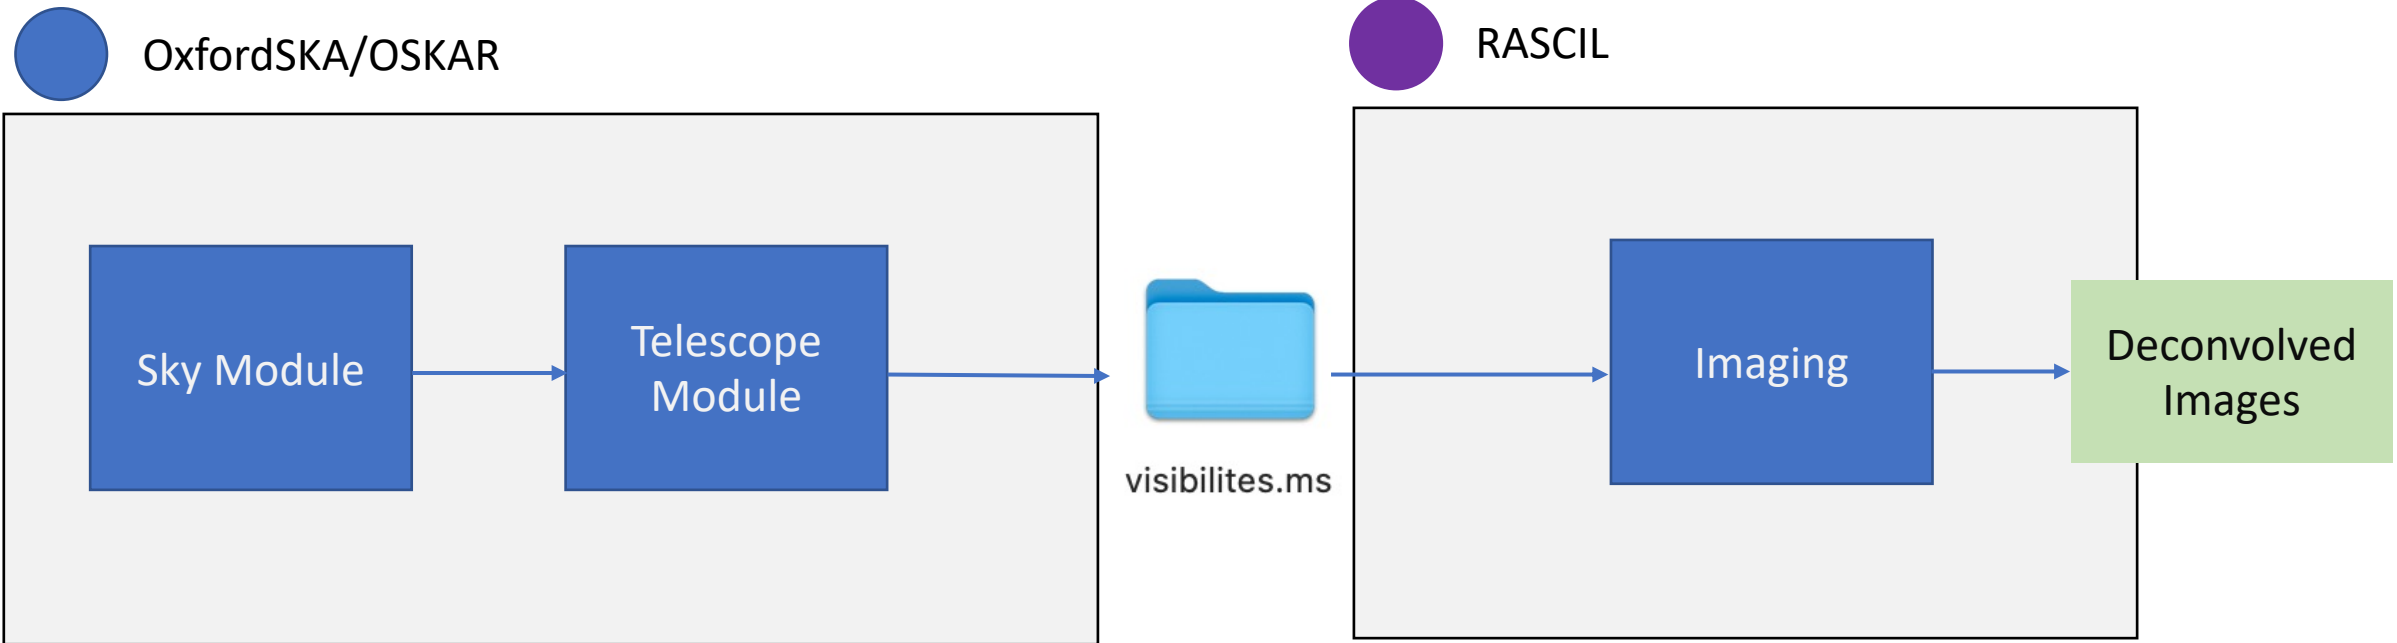 OxfordSKA/OSKAR
RASCIL
Sky Module
Telescope
Module
visibilites.ms
Imaging
Deconvolved
Images